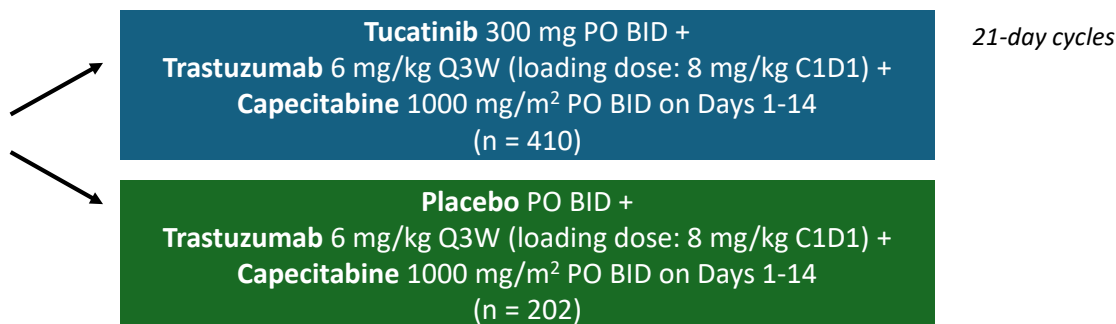 Tucatinib 300 mg PO BID +
Trastuzumab 6 mg/kg Q3W (loading dose: 8 mg/kg C1D1) +
Capecitabine 1000 mg/m² PO BID on Days 1-14
(n = 410)
21-day cycles
Placebo PO BID +
Trastuzumab 6 mg/kg Q3W (loading dose: 8 mg/kg C1D1) +
Capecitabine 1000 mg/m² PO BID on Days 1-14
(n = 202)